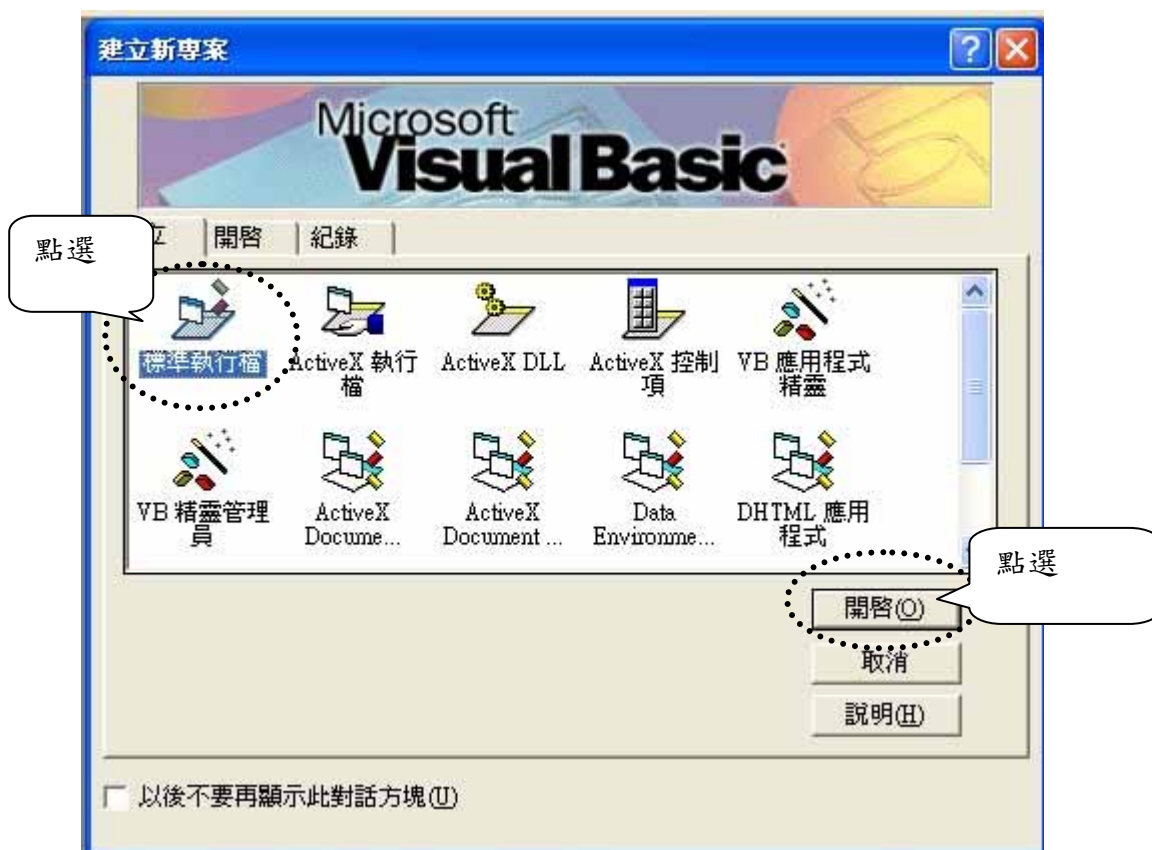 建立新專案
Microsoft
Visual Basic
點選
立 開啓 紀錄
標準執行檔 ActiveX 執行檔 ActiveX DLL ActiveX 控制項 VB 應用程式精靈
VB 精靈管理員 ActiveX Docume... ActiveX Document ... Data Environme... DHTML 應用程式
點選
開啓(O)
取消
說明(H)
以後不要再顯示此對話方塊(U)